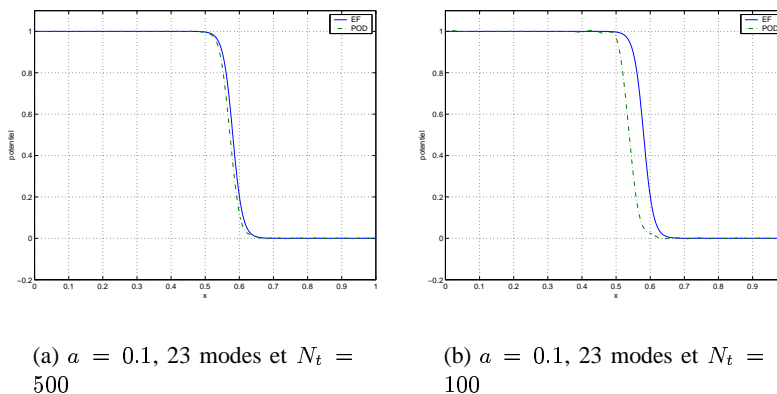 EF
POD
1
0.8
0.6
0.4
0.2
0
−0.2
potentiel
0 0.1 0.2 0.3 0.4 0.5 0.6 0.7 0.8 0.9 1
x
(a) a = 0.1, 23 modes et N_t =
500
EF
POD
1
0.8
0.6
0.4
0.2
0
−0.2
potentiel
0 0.1 0.2 0.3 0.4 0.5 0.6 0.7 0.8 0.9
x
(b) a = 0.1, 23 modes et N_t =
100